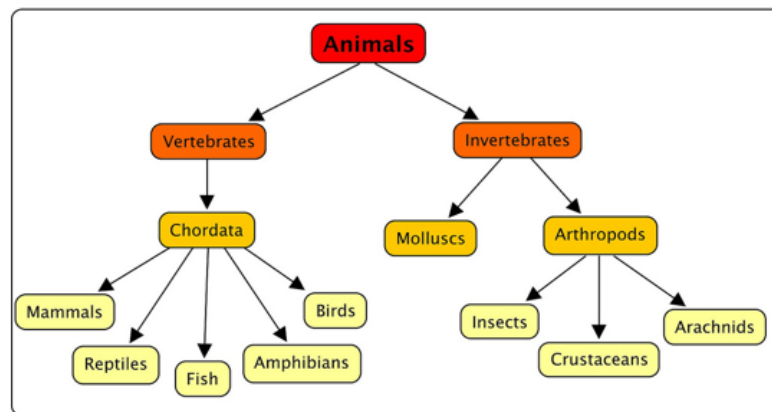 Animals
Vertebrates
Invertebrates
Chordata
Molluscs
Arthropods
Mammals
Reptiles
Fish
Amphibians
Birds
Insects
Crustaceans
Arachnids